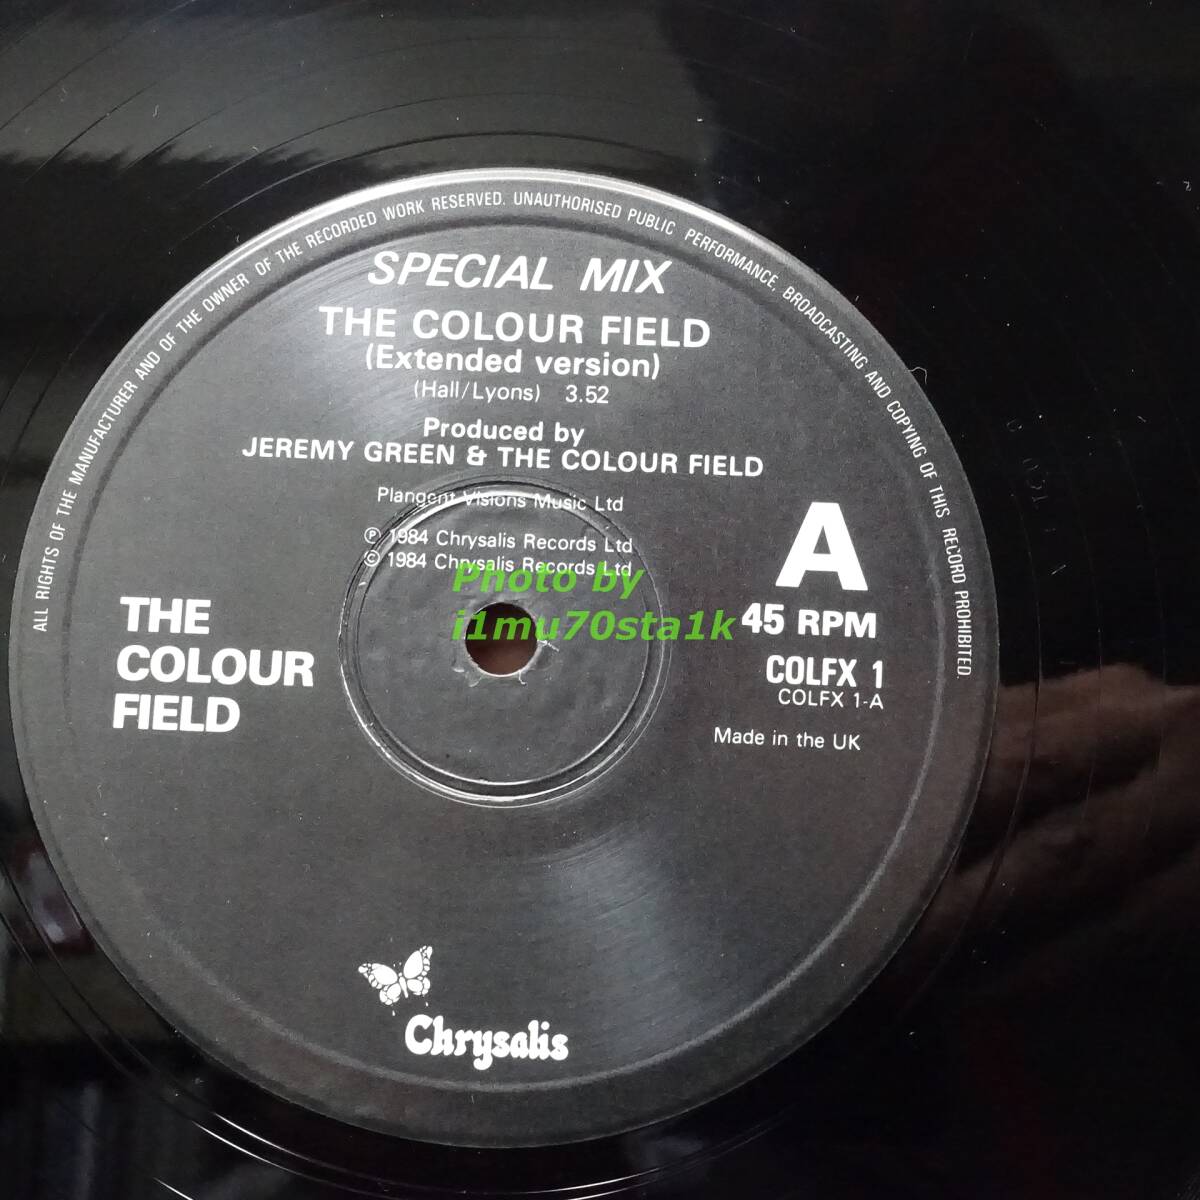 ALL RIGHTS OF THE MANUFACTURER AND OF THE OWNER OF THE RECORDED WORK RESERVED. UNAUTHORISED PUBLIC PERFORMANCE, BROADCASTING AND COPYING OF THIS RECORD PROHIBITED.
SPECIAL MIX
THE COLOUR FIELD
(Extended version)
(Hall/Lyons) 3.52
Produced by
JEREMY GREEN & THE COLOUR FIELD
Plangent Visions Music Ltd
Ⓟ 1984 Chrysalis Records Ltd
© 1984 Chrysalis Records Ltd
A
45 RPM
COLFX 1
COLFX 1-A
Made in the UK
THE
COLOUR
FIELD
Chrysalis
Photo by
i1mu70sta1k